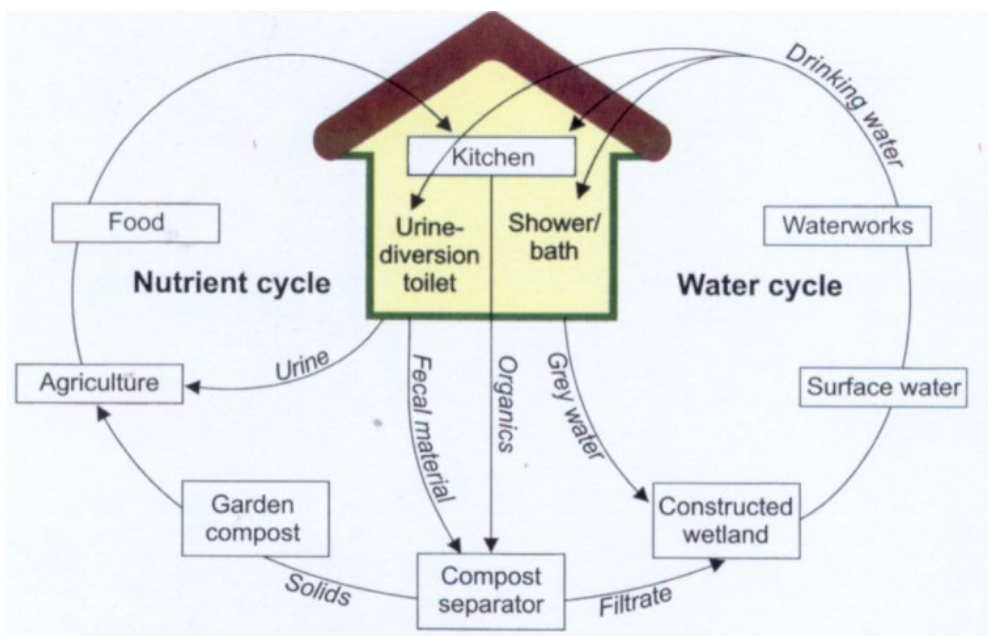 Drinking water
Kitchen
Food
Urine-
diversion
toilet
Shower/
bath
Waterworks
Nutrient cycle
Water cycle
Agriculture
Urine
Fecal material
Organics
Grey water
Surface water
Garden
compost
Constructed
wetland
Solids
Compost
separator
Filtrate